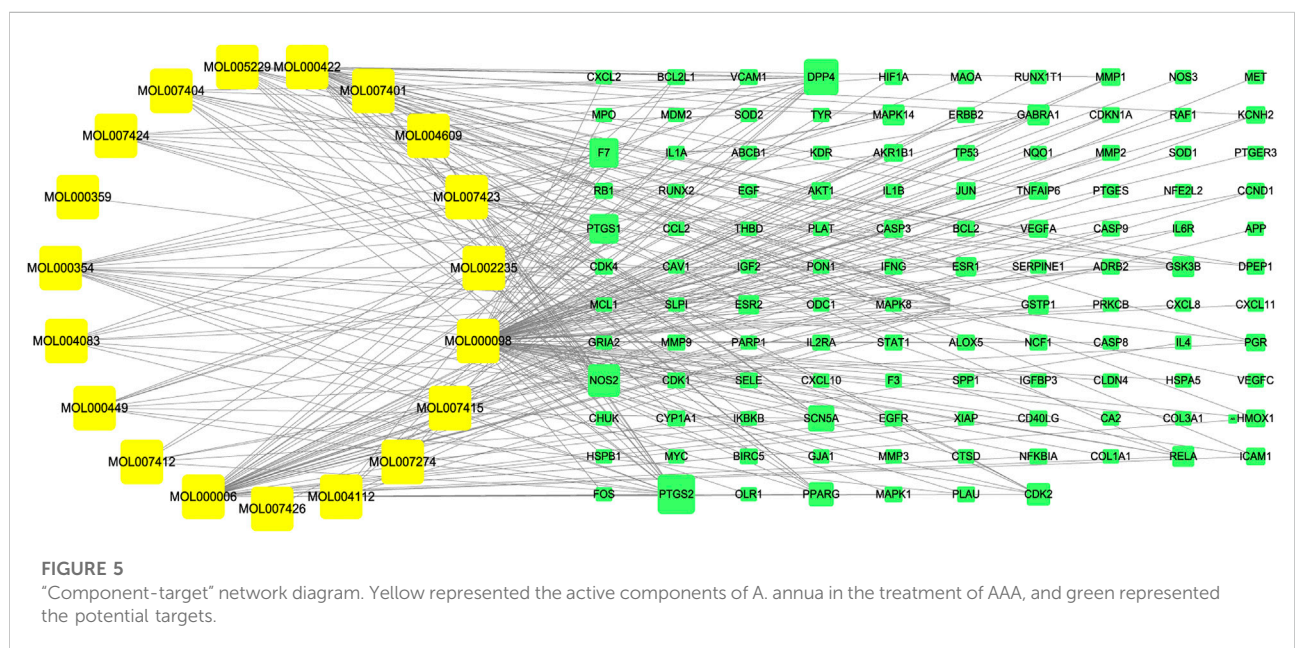 MOL005229 MOL000422
MOL007404 MOL007401
MOL007424 MOL004609
MOL000359 MOL007423
MOL000354 MOL002235
MOL004083 MOL000098
MOL000449 MOL007415
MOL007412 MOL007274
MOL000006 MOL004112
MOL007426
CXCL2 BCL2L1 VCAM1 DPP4 HIF1A MAOA RUNX1T1 MMP1 NOS3 MET
MPO MDM2 SOD2 TYR MAPK14 ERBB2 GABRA1 CDKN1A RAF1 KCNH2
F7 IL1A ABCB1 KDR AKR1B1 TP53 NQO1 MMP2 SOD1 PTGER3
RB1 RUNX2 EGF AKT1 IL1B JUN TNFAIP6 PTGES NFE2L2 CCND1
PTGS1 CCL2 THBD PLAT CASP3 BCL2 VEGFA CASP9 IL6R APP
CDK4 CAV1 IGF2 PON1 IFNG ESR1 SERPINE1 ADRB2 GSK3B DPEP1
MCL1 SLPI ESR2 ODC1 MAPK8 GSTP1 PRKCB CXCL8 CXCL11
GRIA2 MMP9 PARP1 IL2RA STAT1 ALOX5 NCF1 CASP8 IL4 PGR
NOS2 CDK1 SELE CXCL10 F3 SPP1 IGFBP3 CLDN4 HSPA5 VEGFC
CHUK CYP1A1 IKBKB SCN5A EGFR XIAP CD40LG CA2 COL3A1 HMOX1
HSPB1 MYC BIRC5 GJA1 MMP3 CTSD NFKBIA COL1A1 RELA ICAM1
FOS PTGS2 OLR1 PPARG MAPK1 PLAU CDK2
FIGURE 5
"Component-target" network diagram. Yellow represented the active components of A. annua in the treatment of AAA, and green represented
the potential targets.